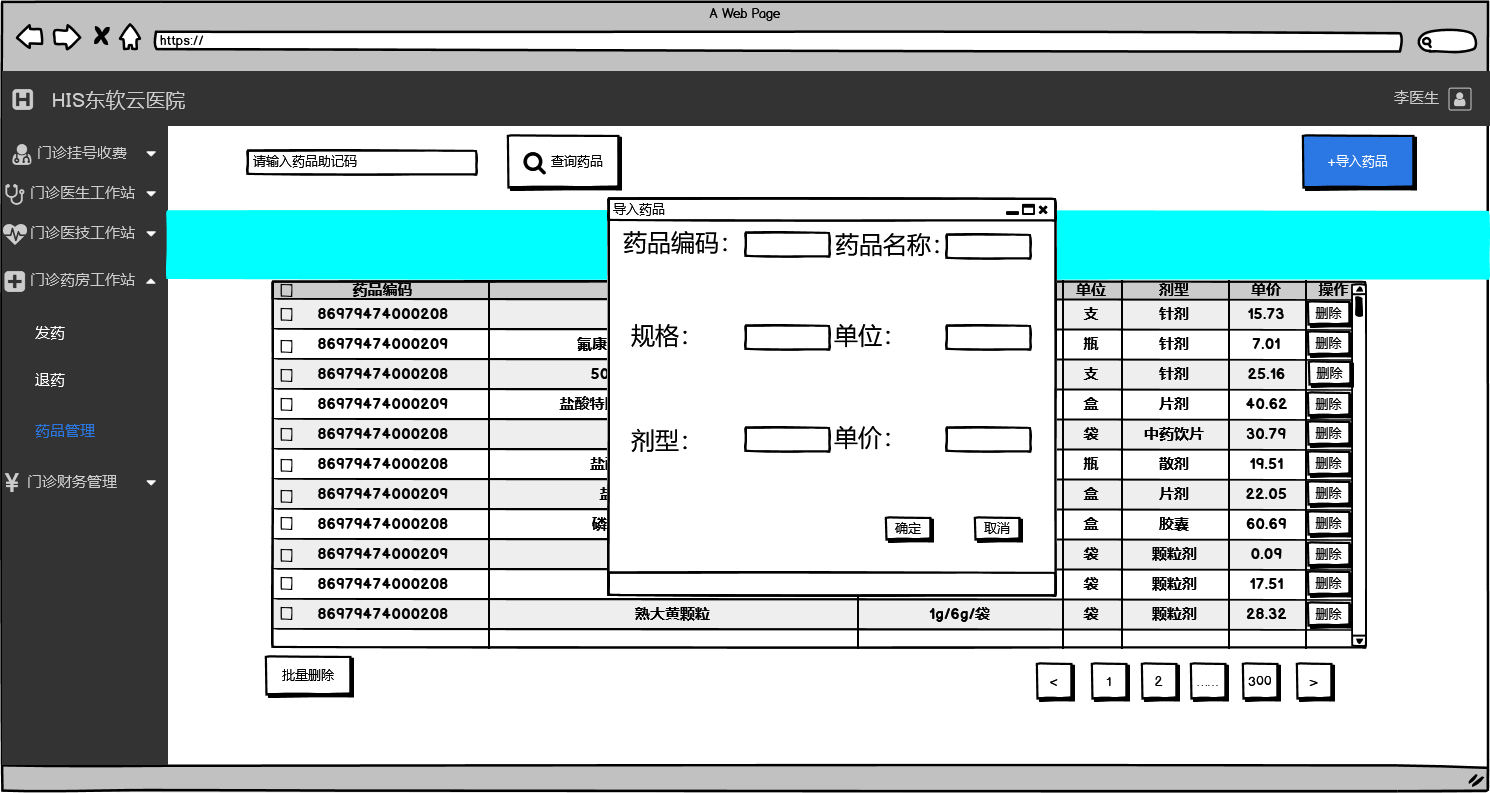 A Web Page
https://
HIS东软云医院
李医生
门诊挂号收费
门诊医生工作站
门诊医技工作站
门诊药房工作站
发药
退药
药品管理
门诊财务管理
请输入药品助记码
查询药品
+导入药品
导入药品
药品编码：
药品名称：
规格：
单位：
剂型：
单价：
确定
取消
药品编码 单位 剂型 单价 操作
86979474000208 支 针剂 15.73 删除
86979474000209 氟康 瓶 针剂 7.01 删除
86979474000208 50 支 针剂 25.16 删除
86979474000209 盐酸特 盒 片剂 40.62 删除
86979474000208 袋 中药饮片 30.79 删除
86979474000208 盐 瓶 散剂 19.51 删除
86979474000209 盒 片剂 22.05 删除
86979474000208 磷 盒 胶囊 60.69 删除
86979474000209 袋 颗粒剂 0.09 删除
86979474000208 袋 颗粒剂 17.51 删除
86979474000208 熟大黄颗粒 1g/6g/袋 袋 颗粒剂 28.32 删除
批量删除
< 1 2 …… 300 >